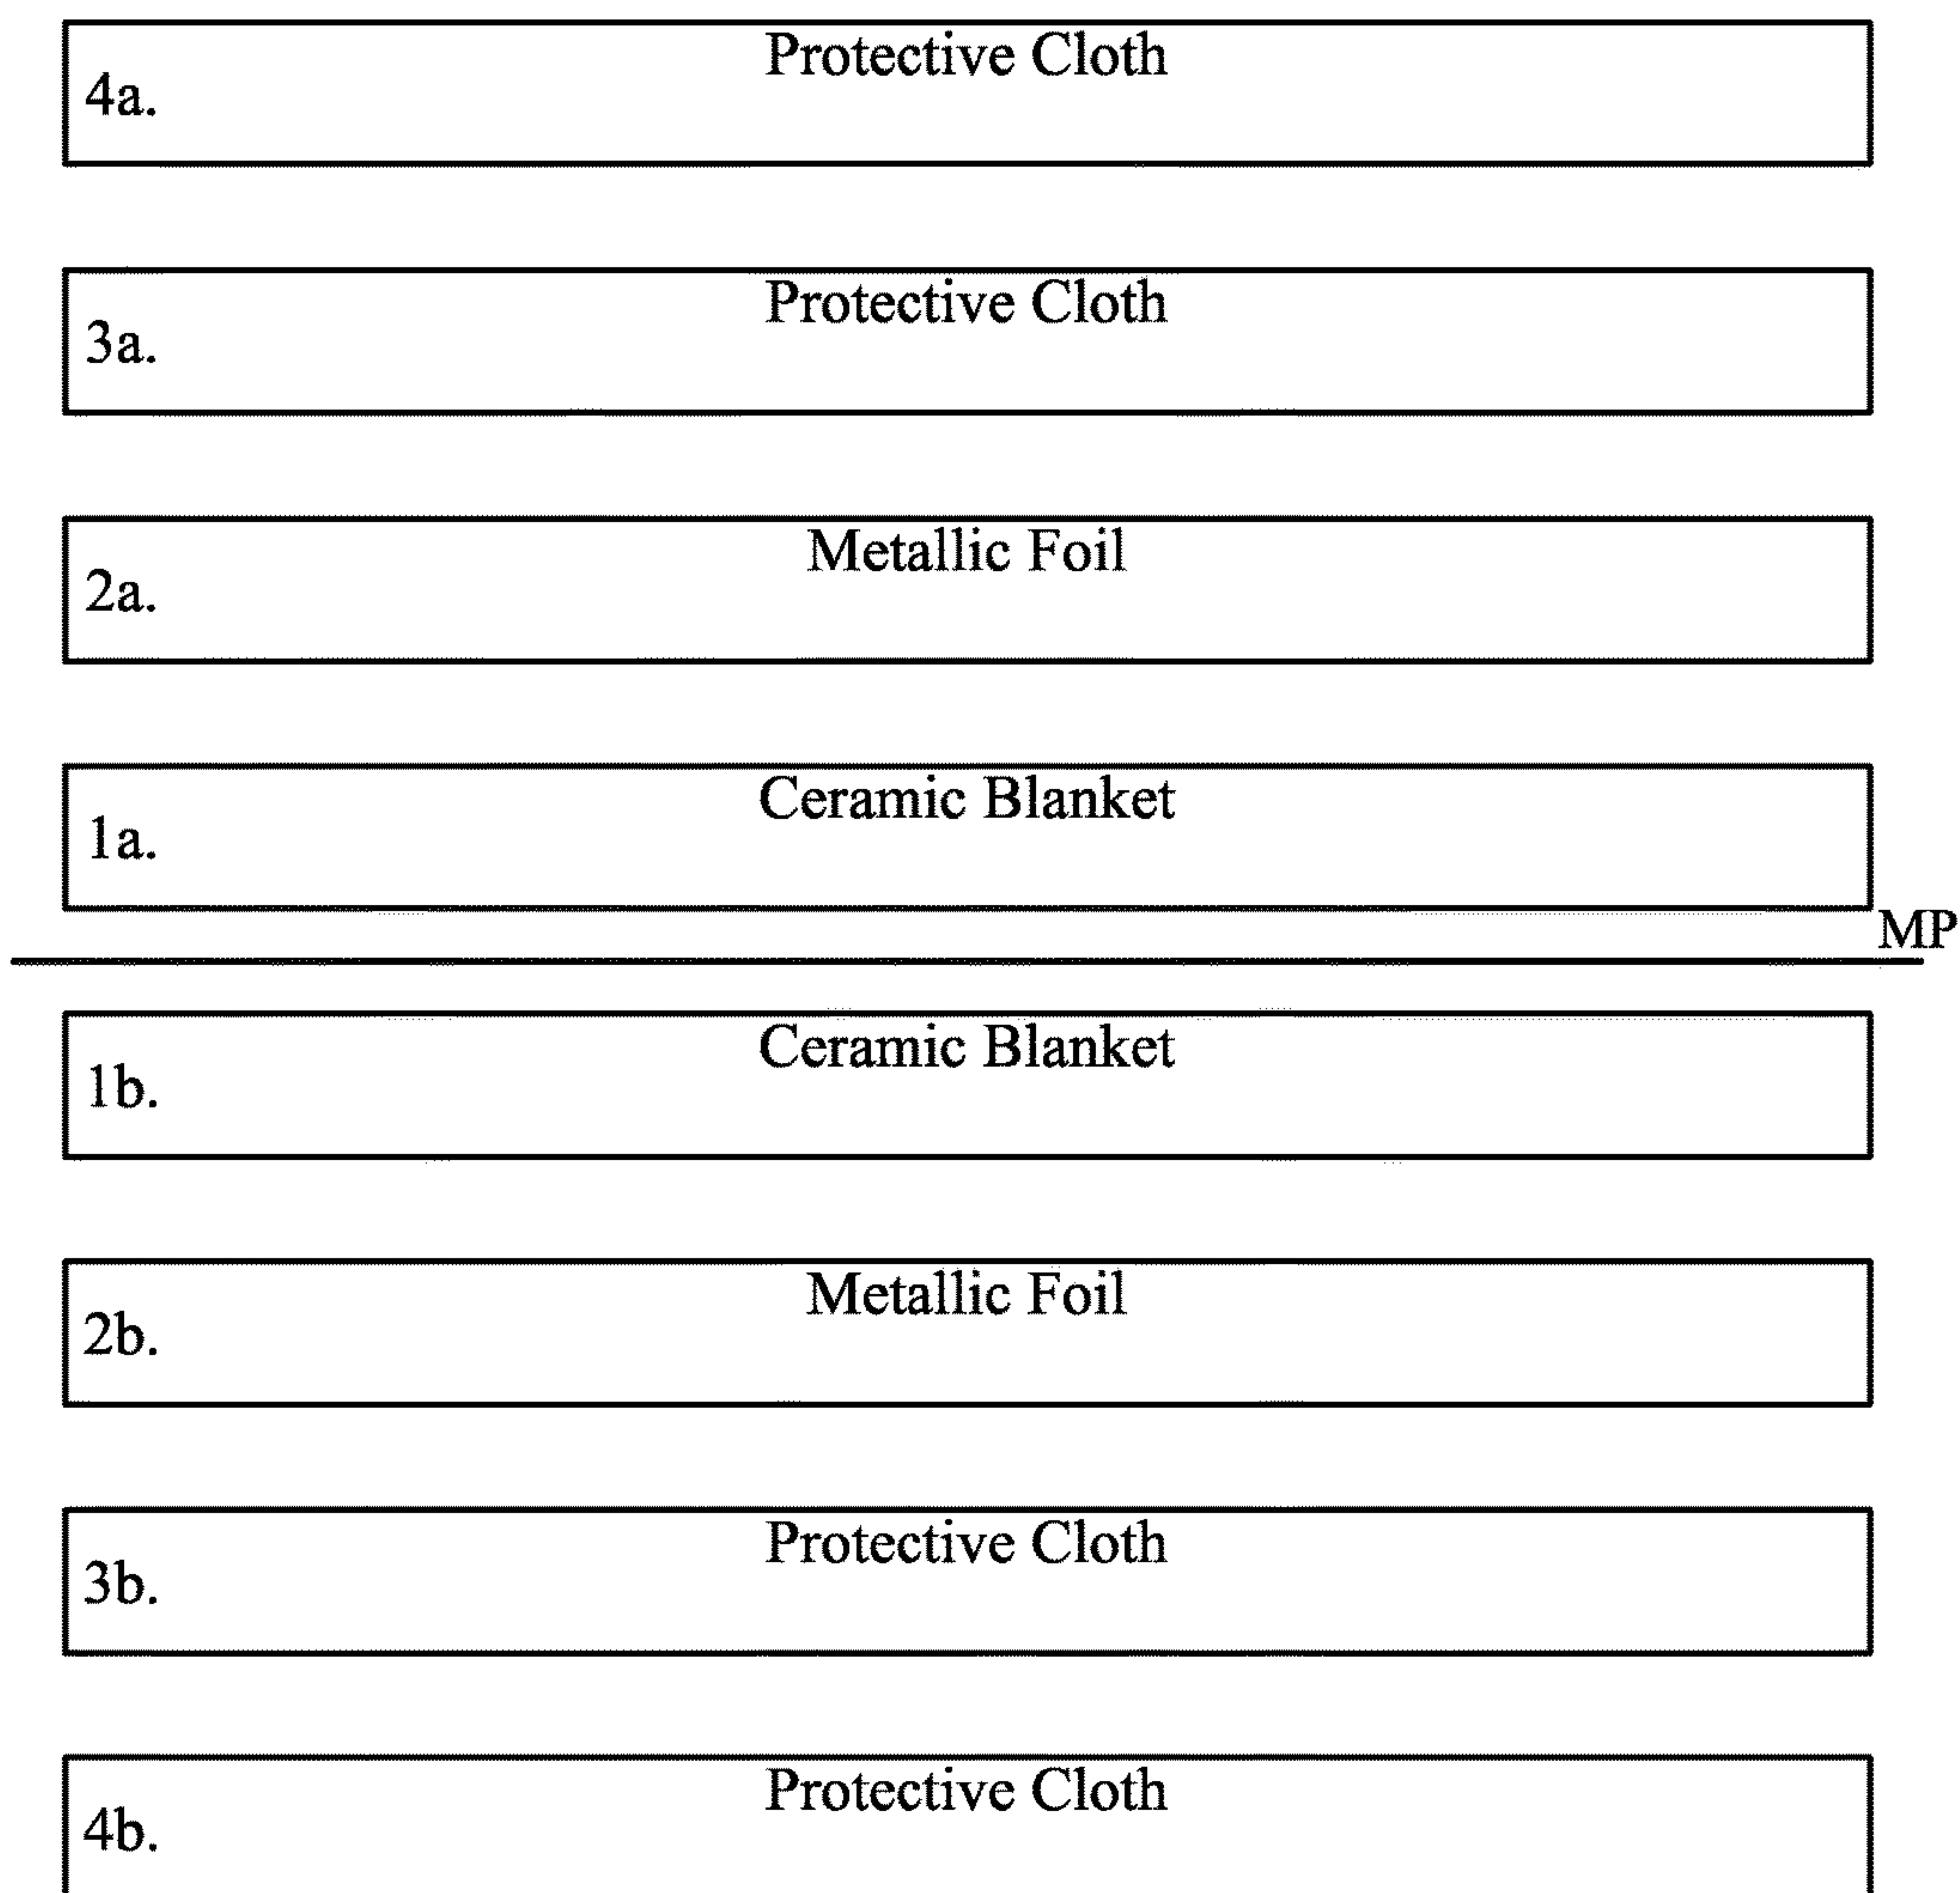 Protective Cloth
4a.
Protective Cloth
3a.
Metallic Foil
2a.
Ceramic Blanket
1a.
MP
Ceramic Blanket
1b.
Metallic Foil
2b.
Protective Cloth
3b.
Protective Cloth
4b.